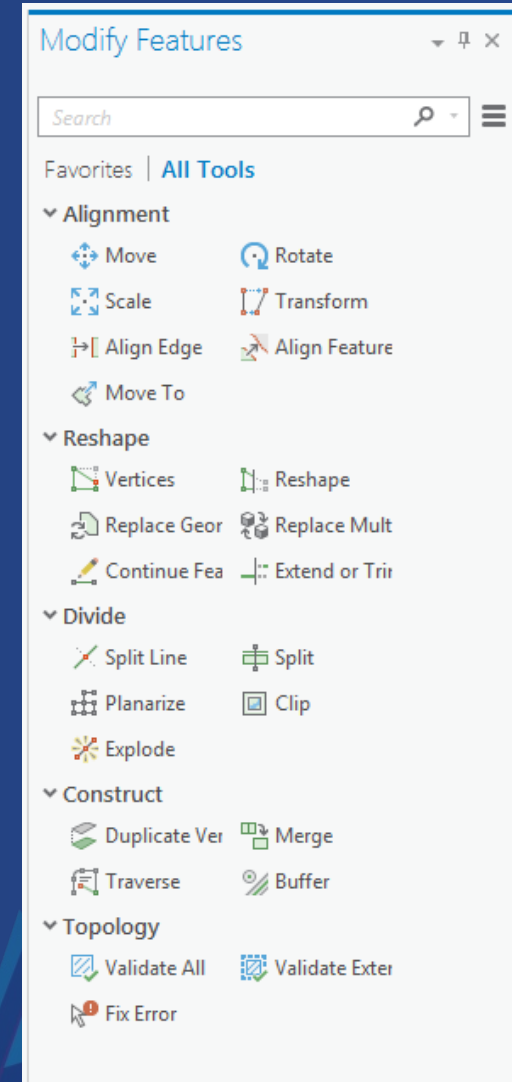 Modify Features
Search
Favorites | All Tools
Alignment
Move Rotate
Scale Transform
Align Edge Align Feature
Move To
Reshape
Vertices Reshape
Replace Geor Replace Mult
Continue Fea Extend or Trir
Divide
Split Line Split
Planarize Clip
Explode
Construct
Duplicate Ver Merge
Traverse Buffer
Topology
Validate All Validate Exter
Fix Error